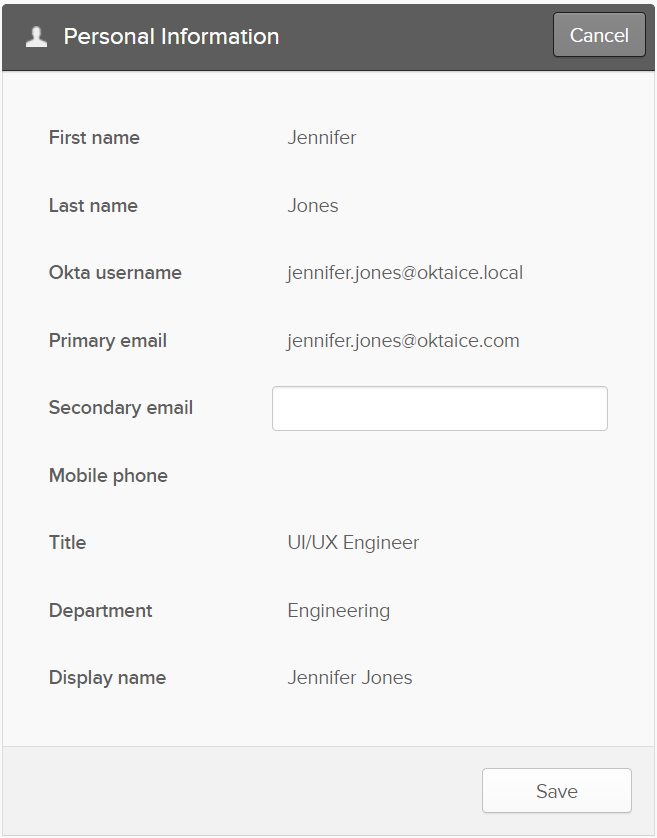 Personal Information Cancel
First name Jennifer
Last name Jones
Okta username jennifer.jones@oktaice.local
Primary email jennifer.jones@oktaice.com
Secondary email
Mobile phone
Title UI/UX Engineer
Department Engineering
Display name Jennifer Jones
Save